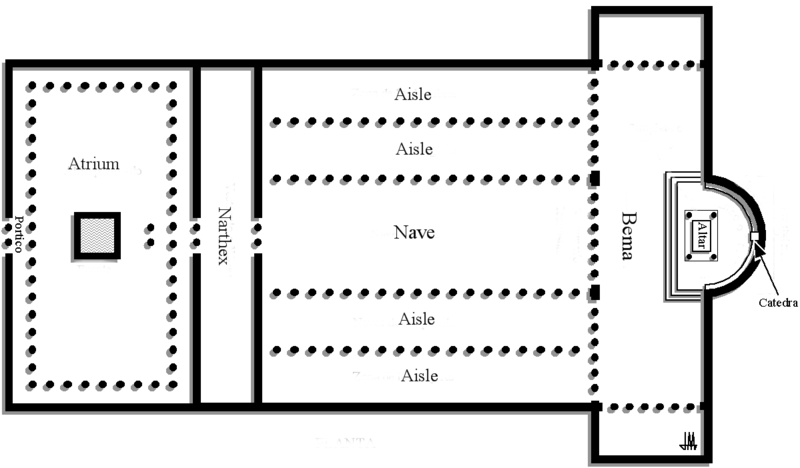 Aisle
Aisle
Atrium
Portico
Narthex
Nave
Bema
Altar
Catedra
Aisle
Aisle